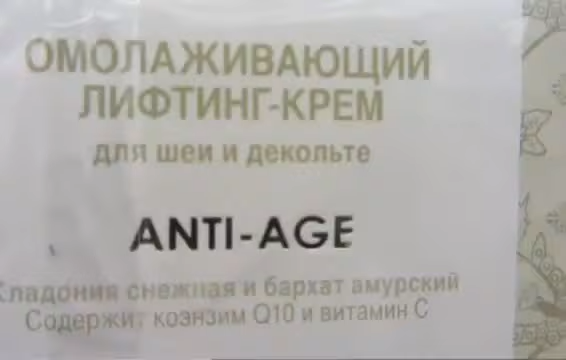 ОМОЛАЖИВАЮЩИЙ
ЛИФТИНГ-КРЕМ
для шеи и декольте
ANTI-AGE
Кладония снежная и бархат амурский
Содержит коэнзим Q10 и витамин С